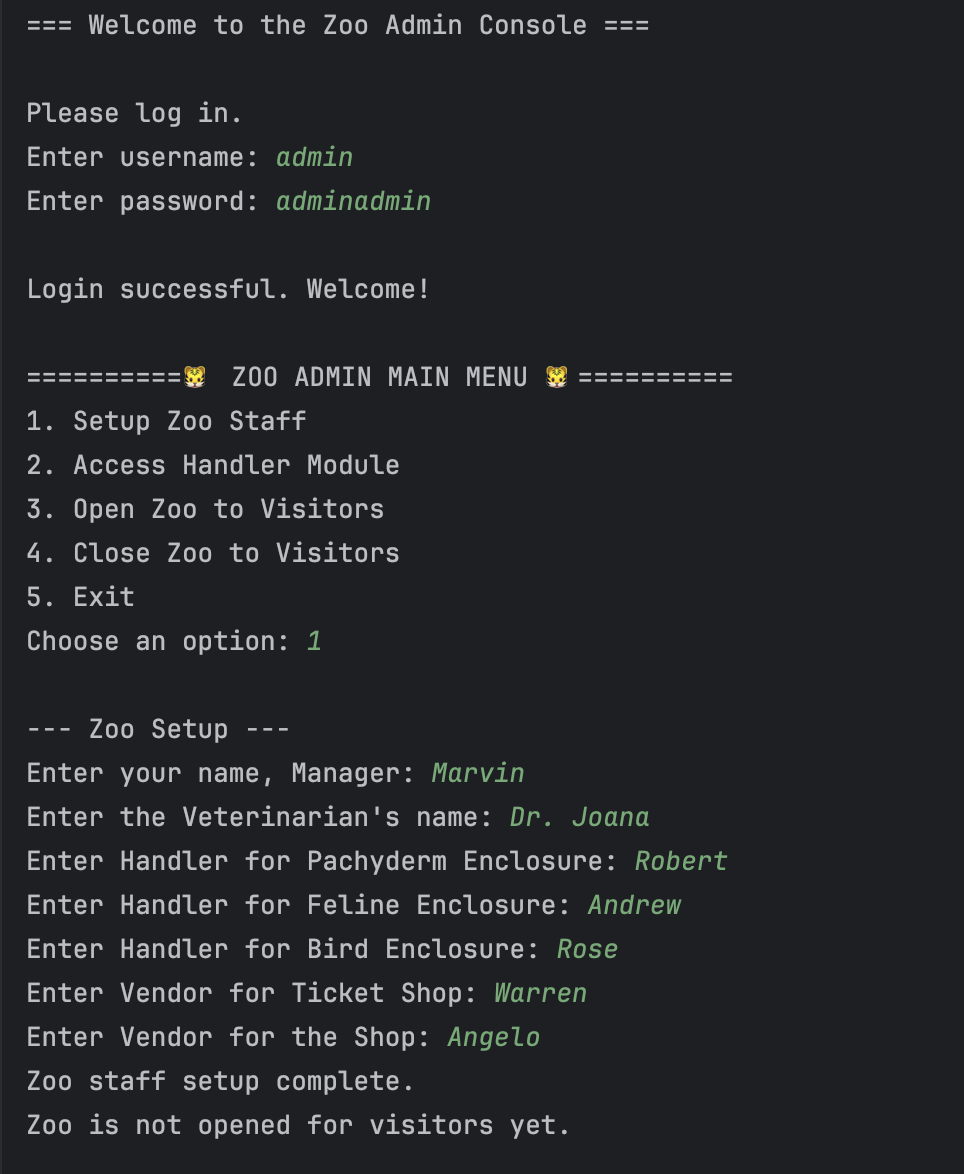 === Welcome to the Zoo Admin Console ===
Please log in.
Enter username: admin
Enter password: adminadmin
Login successful. Welcome!
==========🐯 ZOO ADMIN MAIN MENU 🐯==========
1. Setup Zoo Staff
2. Access Handler Module
3. Open Zoo to Visitors
4. Close Zoo to Visitors
5. Exit
Choose an option: 1
--- Zoo Setup ---
Enter your name, Manager: Marvin
Enter the Veterinarian's name: Dr. Joana
Enter Handler for Pachyderm Enclosure: Robert
Enter Handler for Feline Enclosure: Andrew
Enter Handler for Bird Enclosure: Rose
Enter Vendor for Ticket Shop: Warren
Enter Vendor for the Shop: Angelo
Zoo staff setup complete.
Zoo is not opened for visitors yet.